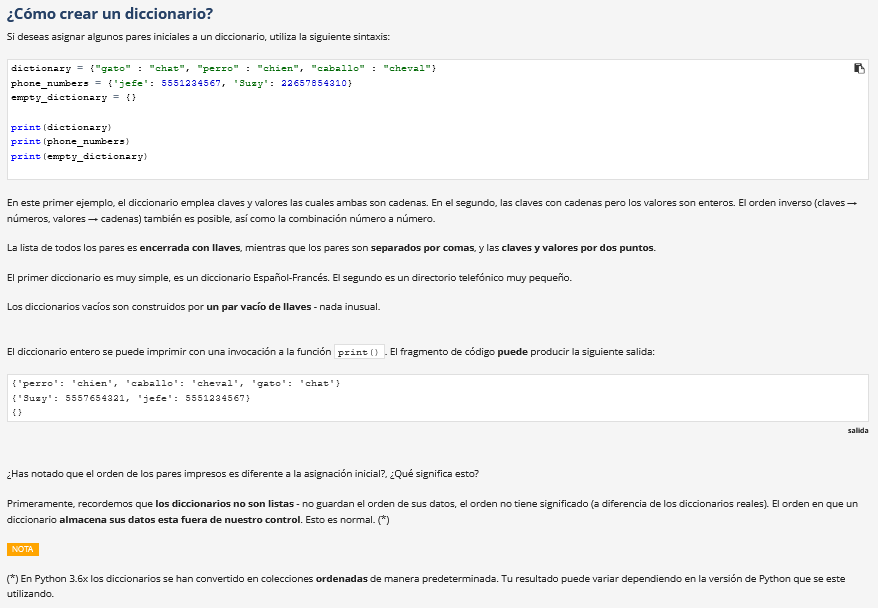 ¿Cómo crear un diccionario?
Si deseas asignar algunos pares iniciales a un diccionario, utiliza la siguiente sintaxis:
dictionary = {"gato" : "chat", "perro" : "chien", "caballo" : "cheval"}
phone_numbers = {'jefe': 5551234567, 'Suzy': 22657854310}
empty_dictionary = {}
print(dictionary)
print(phone_numbers)
print(empty_dictionary)
En este primer ejemplo, el diccionario emplea claves y valores las cuales ambas son cadenas. En el segundo, las claves con cadenas pero los valores son enteros. El orden inverso (claves →
números, valores → cadenas) también es posible, así como la combinación número a número.
La lista de todos los pares es encerrada con llaves, mientras que los pares son separados por comas, y las claves y valores por dos puntos.
El primer diccionario es muy simple, es un diccionario Español-Francés. El segundo es un directorio telefónico muy pequeño.
Los diccionarios vacíos son construidos por un par vacío de llaves - nada inusual.
El diccionario entero se puede imprimir con una invocación a la función print(). El fragmento de código puede producir la siguiente salida:
{'perro': 'chien', 'caballo': 'cheval', 'gato': 'chat'}
{'Suzy': 5557654321, 'jefe': 5551234567}
{}
salida
¿Has notado que el orden de los pares impresos es diferente a la asignación inicial?, ¿Qué significa esto?
Primeramente, recordemos que los diccionarios no son listas - no guardan el orden de sus datos, el orden no tiene significado (a diferencia de los diccionarios reales). El orden en que un
diccionario almacena sus datos esta fuera de nuestro control. Esto es normal. (*)
NOTA
(*) En Python 3.6x los diccionarios se han convertido en colecciones ordenadas de manera predeterminada. Tu resultado puede variar dependiendo en la versión de Python que se este
utilizando.